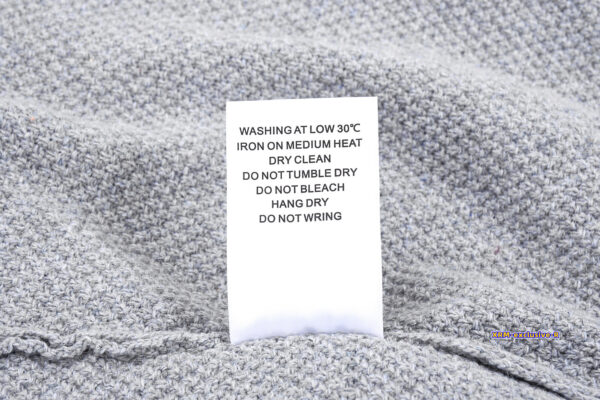 WASHING AT LOW 30℃
IRON ON MEDIUM HEAT
DRY CLEAN
DO NOT TUMBLE DRY
DO NOT BLEACH
HANG DRY
DO NOT WRING